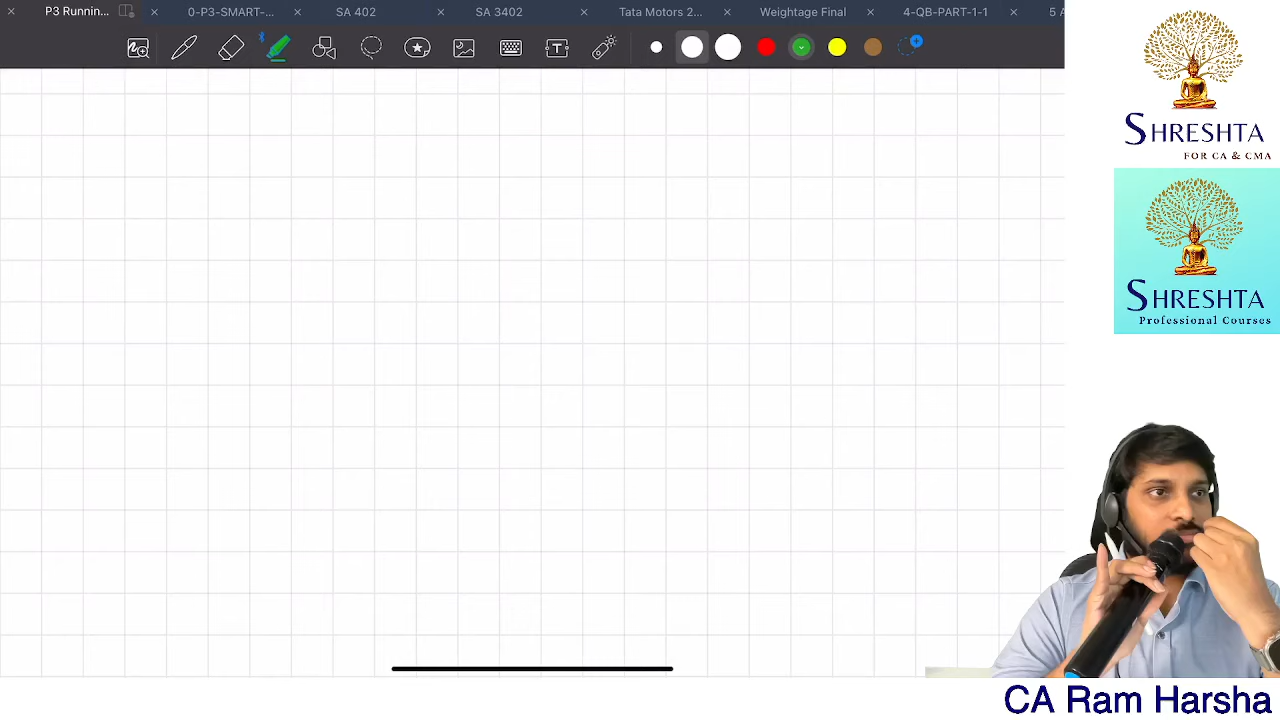 P3 Runnin...
0-P3-SMART-...
SA 402
SA 3402
Tata Motors 2...
Weightage Final
4-QB-PART-1-1
5 A
T
SHRESHTA
FOR CA & CMA
SHRESHTA
Professional Courses
CA Ram Harsha